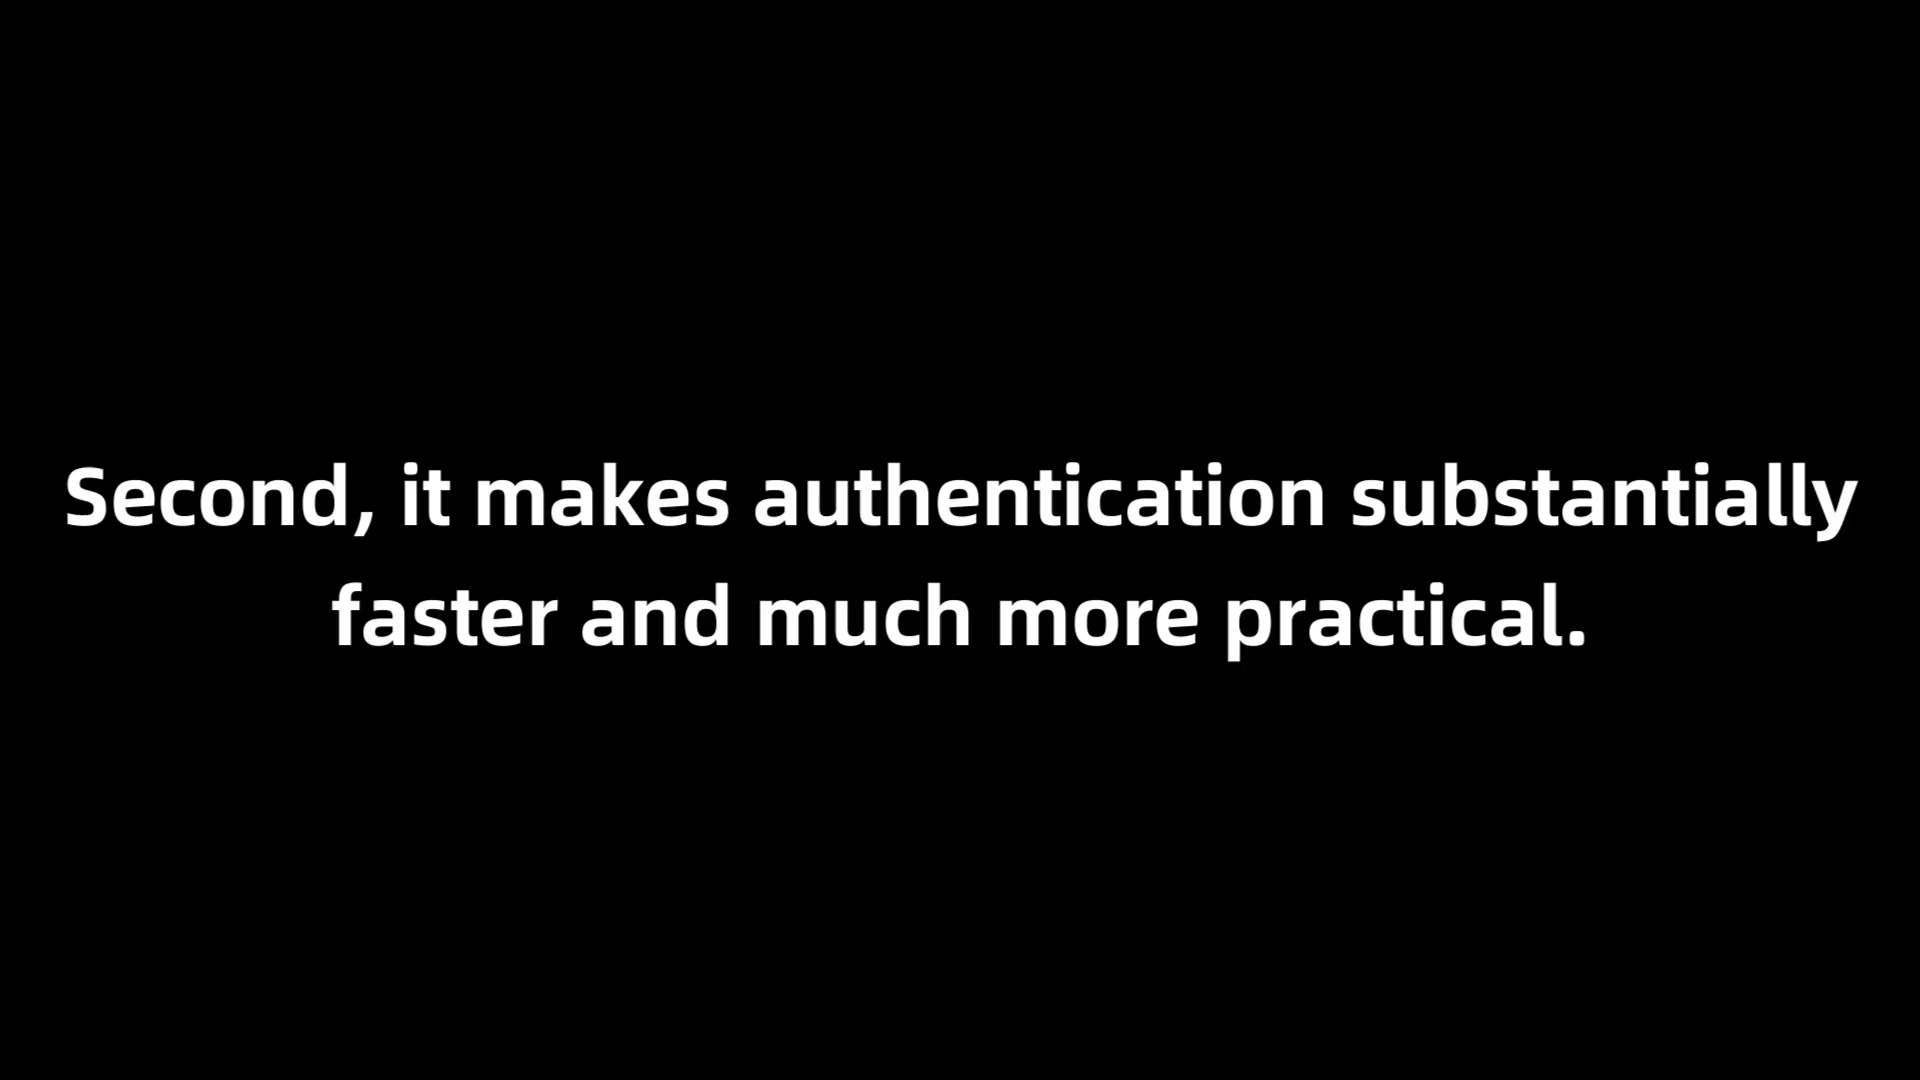 Second, it makes authentication substantially
faster and much more practical.